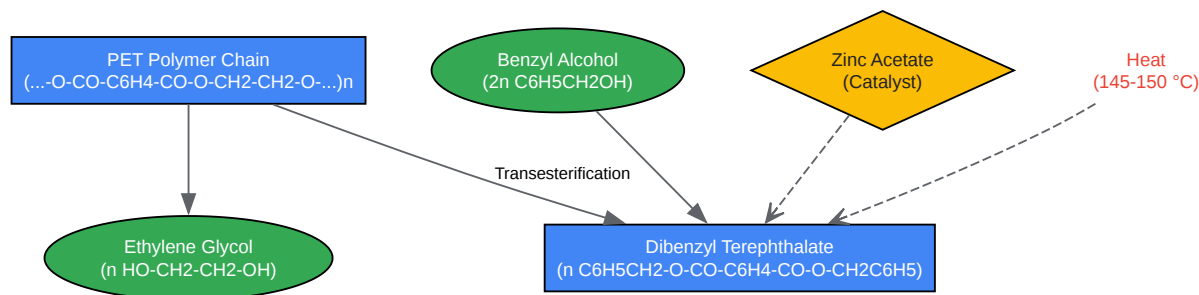 PET Polymer Chain
(...-O-CO-C6H4-CO-O-CH2-CH2-O-...)n
Benzyl Alcohol
(2n C6H5CH2OH)
Zinc Acetate
(Catalyst)
Heat
(145-150 °C)
Transesterification
Ethylene Glycol
(n HO-CH2-CH2-OH)
Dibenzyl Terephthalate
(n C6H5CH2-O-CO-C6H4-CO-O-CH2C6H5)